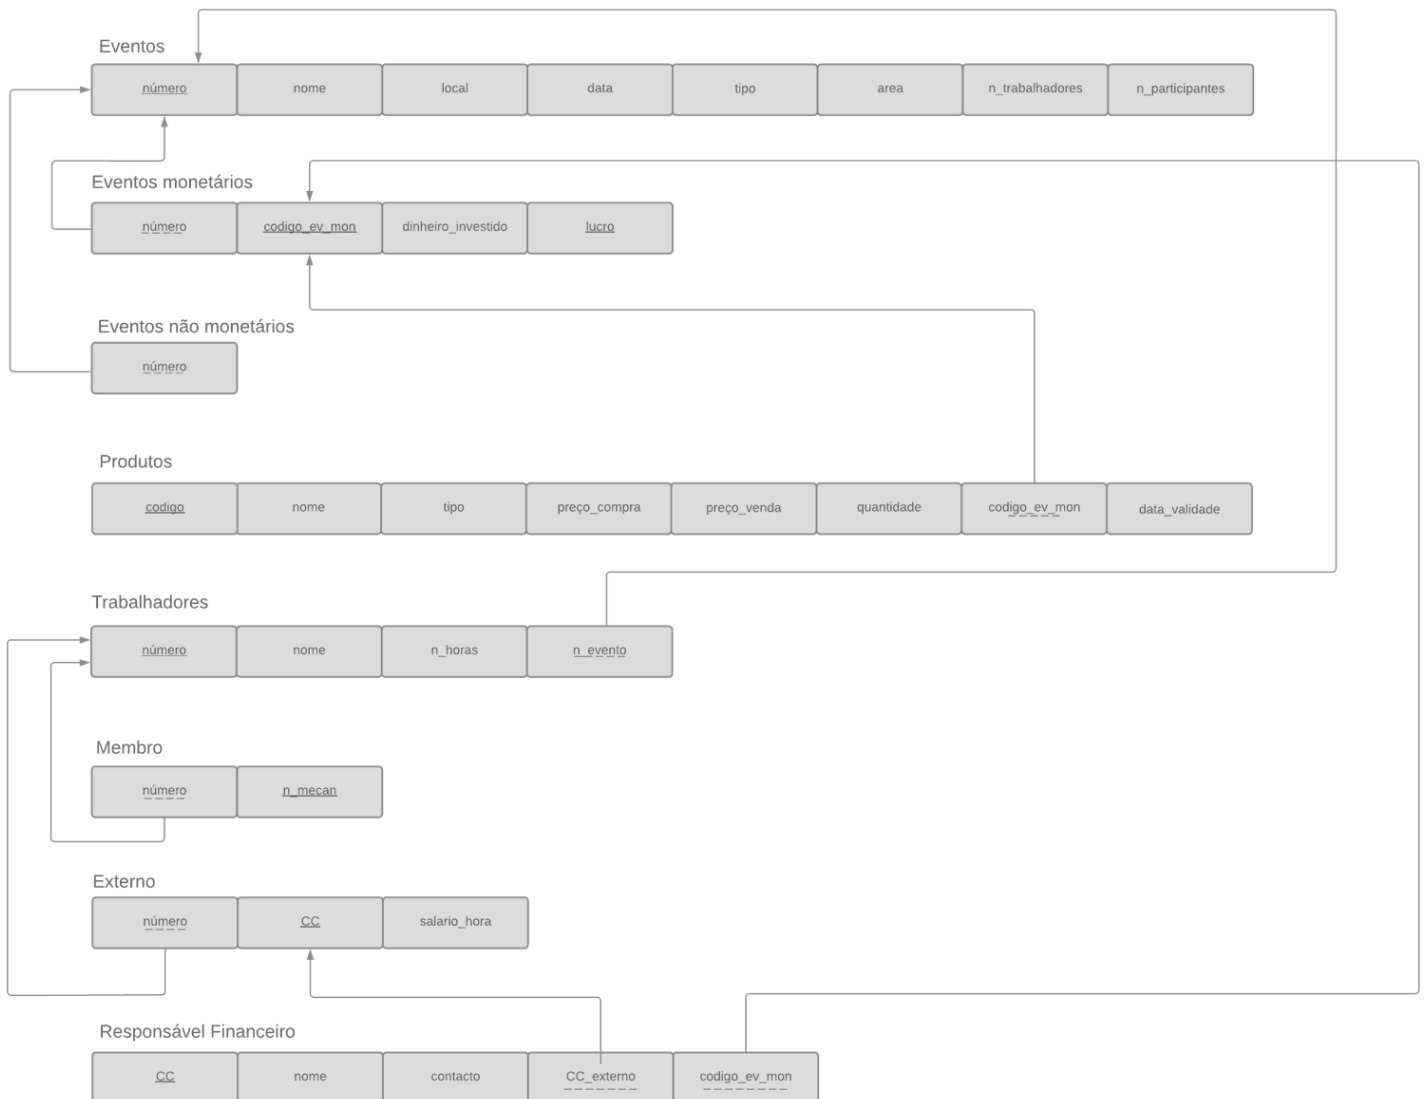 Eventos
número nome local data tipo area n_trabalhadores n_participantes
Eventos monetários
número codigo_ev_mon dinheiro_investido lucro
Eventos não monetários
número
Produtos
codigo nome tipo preço_compra preço_venda quantidade codigo_ev_mon data_validade
Trabalhadores
número nome n_horas n_evento
Membro
número n_mecan
Externo
número CC salario_hora
Responsável Financeiro
CC nome contacto CC_externo codigo_ev_mon